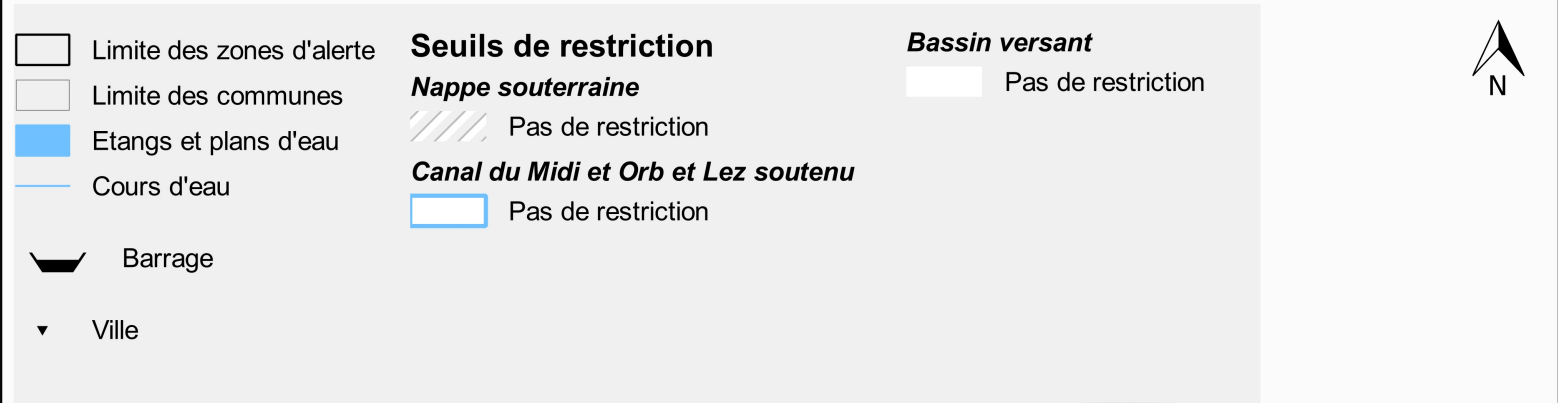 Limite des zones d'alerte
Limite des communes
Etangs et plans d'eau
Cours d'eau
Barrage
Ville
Seuils de restriction
Nappe souterraine
Pas de restriction
Canal du Midi et Orb et Lez soutenu
Pas de restriction
Bassin versant
Pas de restriction
N